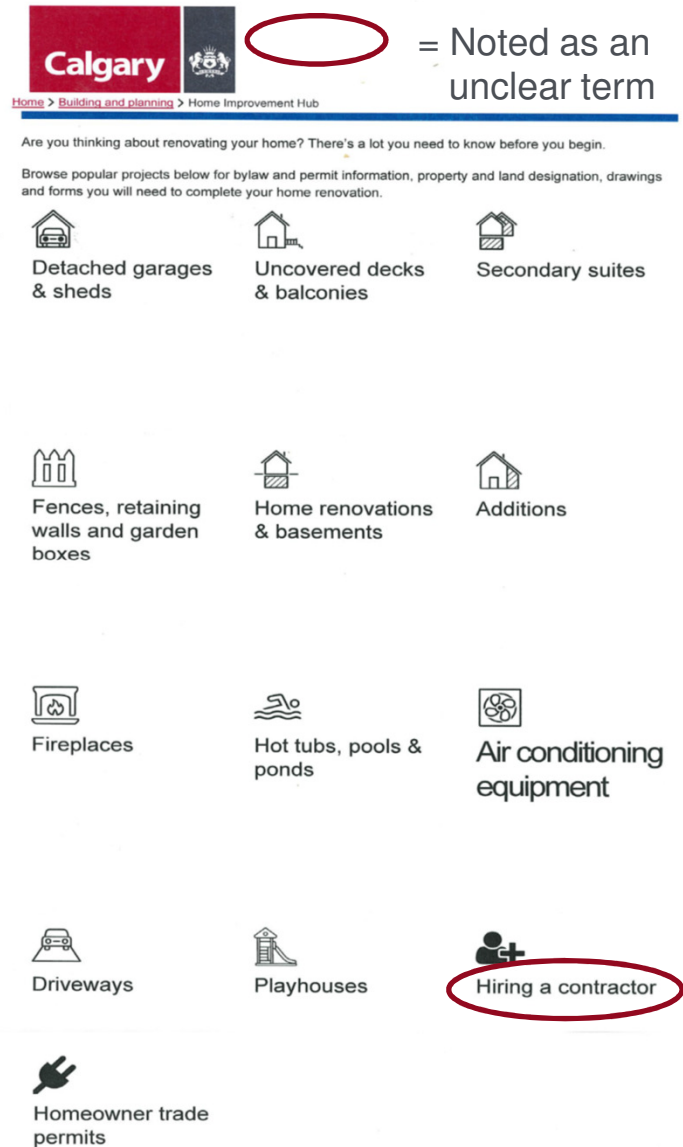 Calgary
= Noted as an
unclear term
Home > Building and planning > Home Improvement Hub
Are you thinking about renovating your home? There's a lot you need to know before you begin.
Browse popular projects below for bylaw and permit information, property and land designation, drawings
and forms you will need to complete your home renovation.
Detached garages
& sheds
Uncovered decks
& balconies
Secondary suites
Fences, retaining
walls and garden
boxes
Home renovations
& basements
Additions
Fireplaces
Hot tubs, pools &
ponds
Air conditioning
equipment
Driveways
Playhouses
Hiring a contractor
Homeowner trade
permits